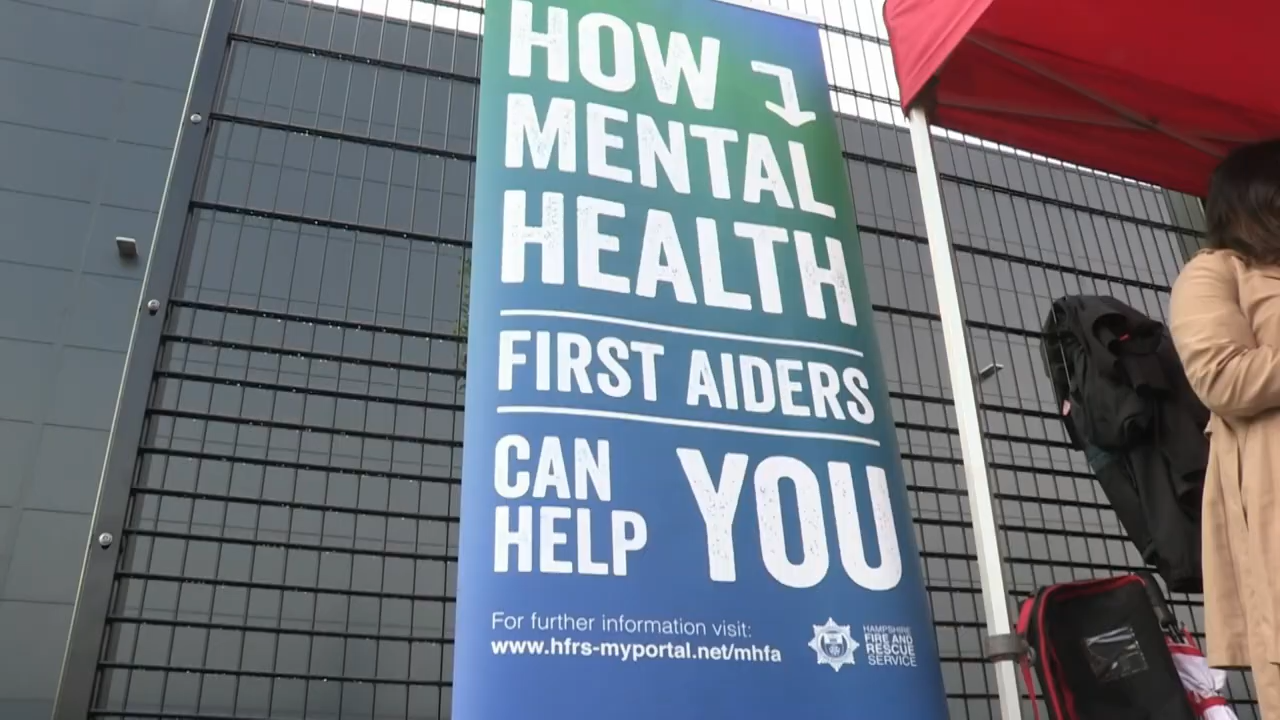 HOW
MENTAL
HEALTH
FIRST AIDERS
CAN
HELP
YOU
For further information visit:
www.hfrs-myportal.net/mhfa
HAMPSHIRE
FIRE AND
RESCUE
SERVICE